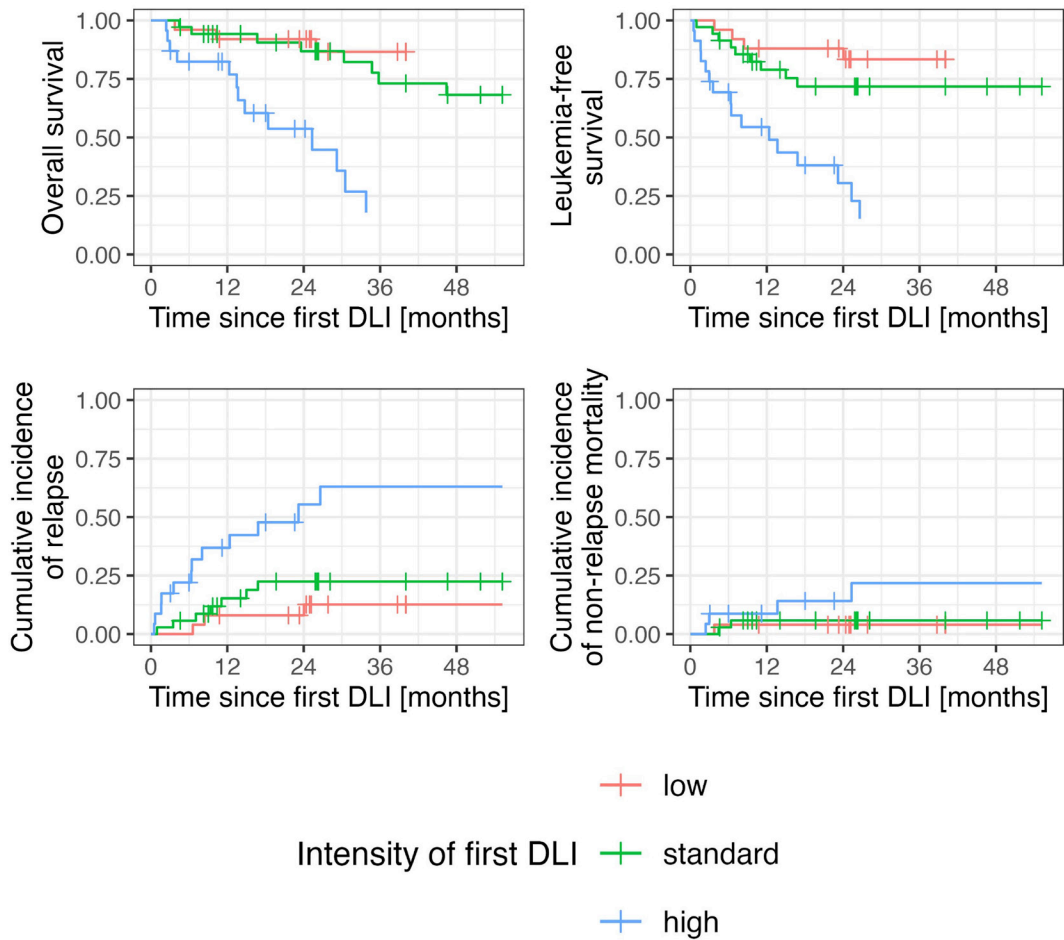 Overall survival
1.00
0.75
0.50
0.25
0.00
0 12 24 36 48
Time since first DLI [months]
Leukemia-free
survival
1.00
0.75
0.50
0.25
0.00
0 12 24 36 48
Time since first DLI [months]
Cumulative incidence
of relapse
1.00
0.75
0.50
0.25
0.00
0 12 24 36 48
Time since first DLI [months]
Cumulative incidence
of non-relapse mortality
1.00
0.75
0.50
0.25
0.00
0 12 24 36 48
Time since first DLI [months]
Intensity of first DLI
low
standard
high